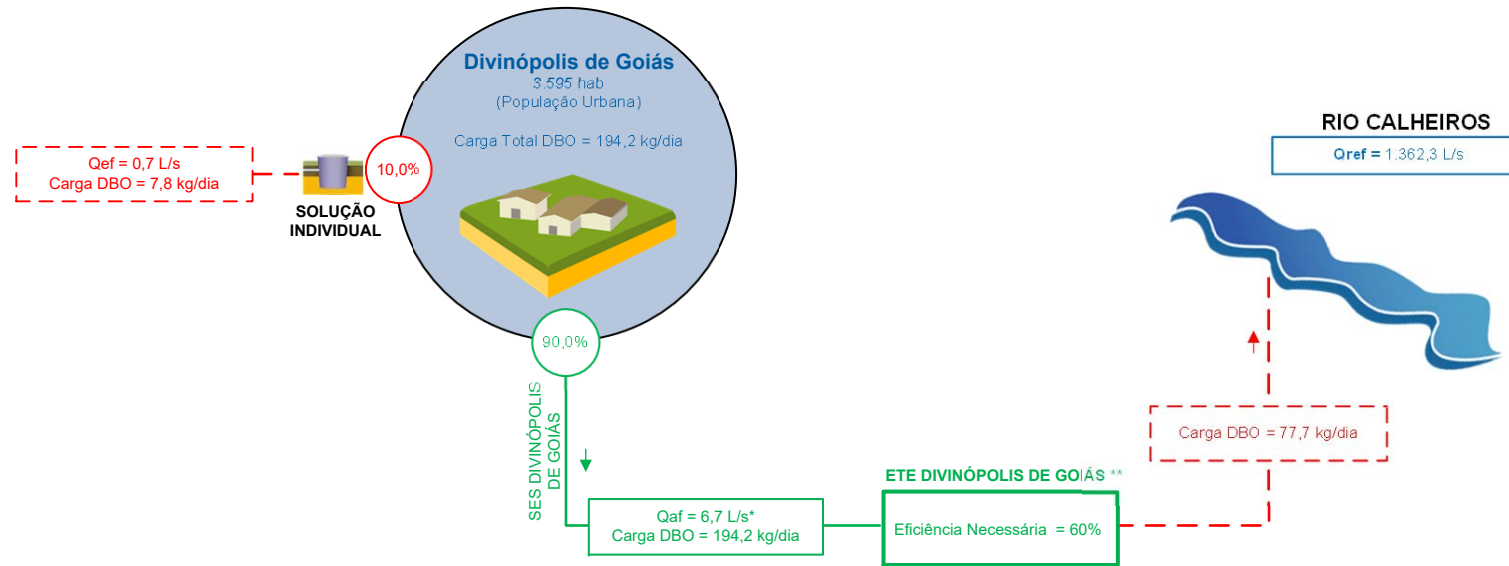 Divinópolis de Goiás
3.595 hab
(População Urbana)
Carga Total DBO = 194,2 kg/dia
RIO CALHEIROS
Qref = 1.362,3 L/s
Qef = 0,7 L/s
Carga DBO = 7,8 kg/dia
10,0%
SOLUÇÃO
INDIVIDUAL
90,0%
SES DIVINÓPOLIS
DE GOIÁS
Carga DBO = 77,7 kg/dia
ETE DIVINÓPOLIS DE GOIÁS **
Qaf = 6,7 L/s*
Carga DBO = 194,2 kg/dia
Eficiência Necessária = 60%